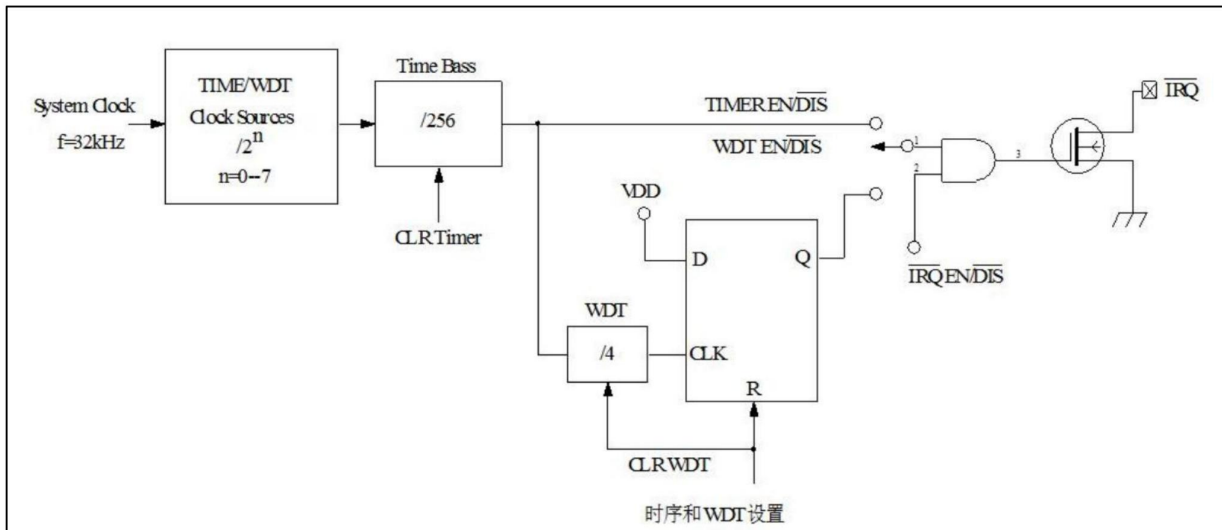 System Clock
f=32kHz
TIME/WDT
Clock Sources
/2^n
n=0--7
Time Bass
/256
CLR Timer
TIMER EN/DIS
WDT EN/DIS
1
2
3
IRQ
IRQ EN/DIS
VDD
D
Q
CLK
R
WDT
/4
CLR WDT
时序和WDT设置